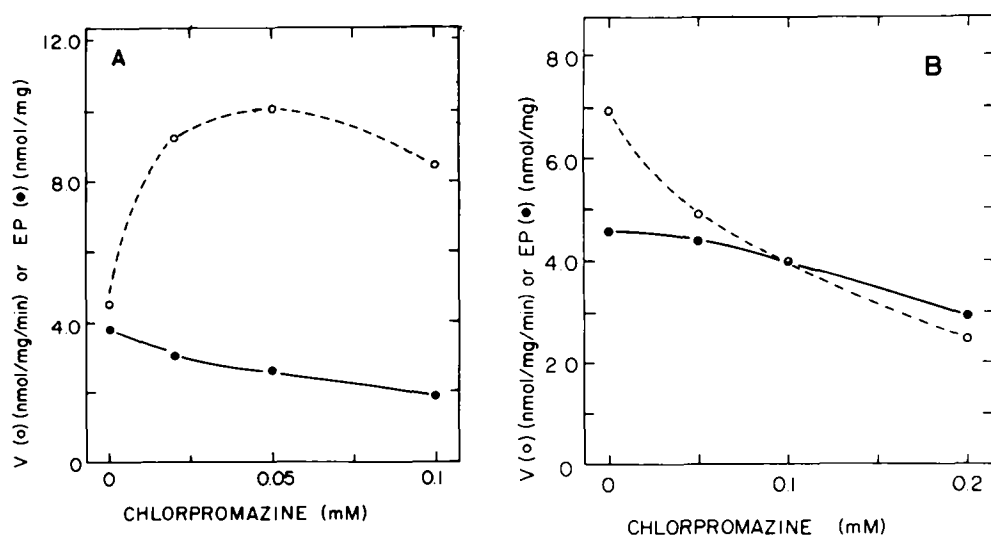 A
V (o) (nmol/mg/min) or EP (●) (nmol/mg)
12.0
8.0
4.0
0
0
0.05
0.1
CHLORPROMAZINE (mM)
B
V (o) (nmol/mg/min) or EP (●) (nmol/mg)
8.0
6.0
4.0
2.0
0
0
0.1
0.2
CHLORPROMAZINE (mM)